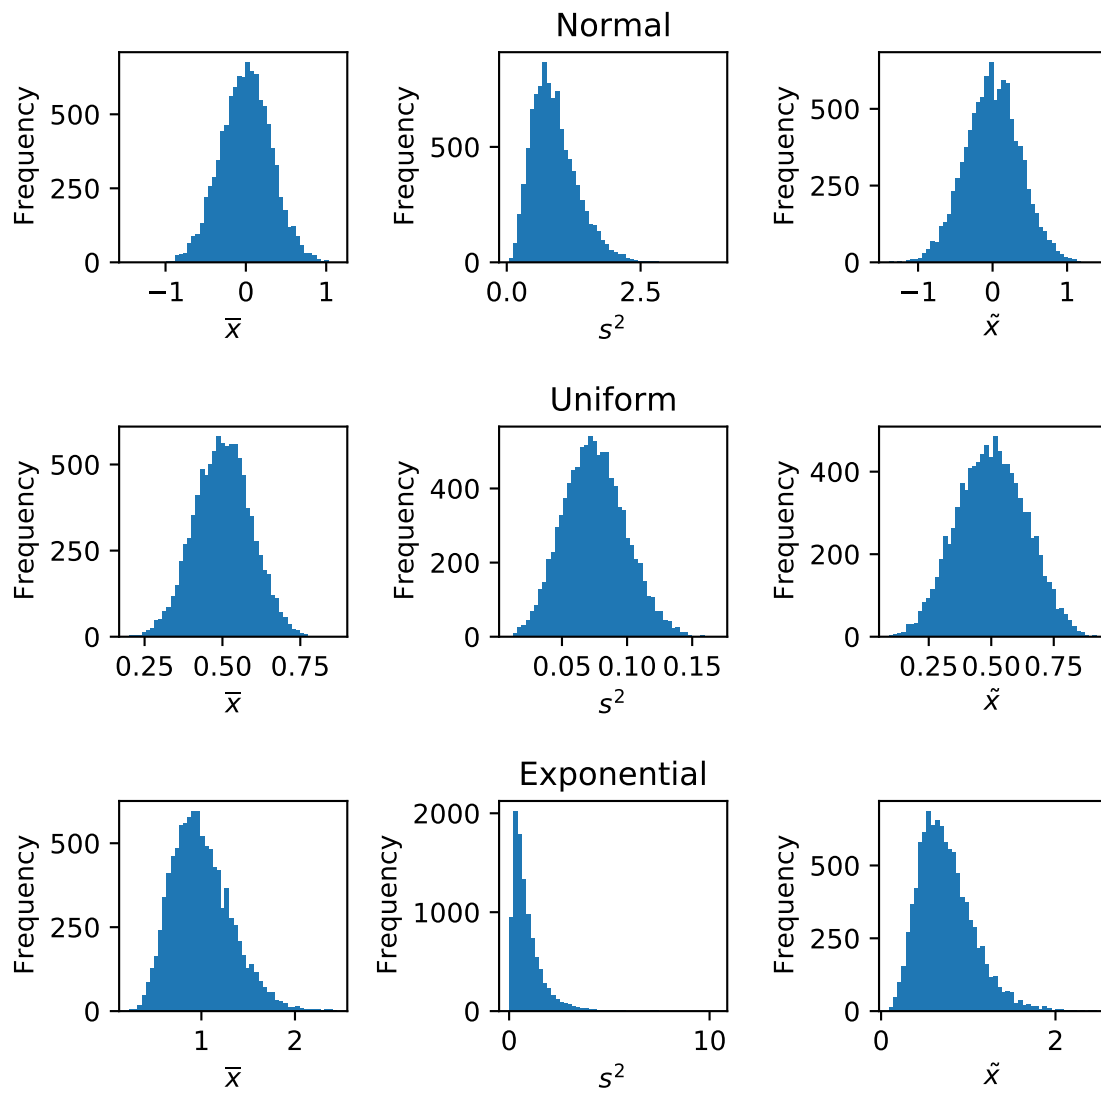 Normal
Frequency
500
250
0
−1 0 1
x̅
Frequency
500
0
0.0 2.5
s²
Frequency
500
250
0
−1 0 1
x̃
Uniform
Frequency
500
250
0
0.25 0.50 0.75
x̅
Frequency
400
200
0
0.05 0.10 0.15
s²
Frequency
400
200
0
0.25 0.50 0.75
x̃
Exponential
Frequency
500
250
0
1 2
x̅
Frequency
2000
1000
0
0 10
s²
Frequency
500
250
0
0 2
x̃